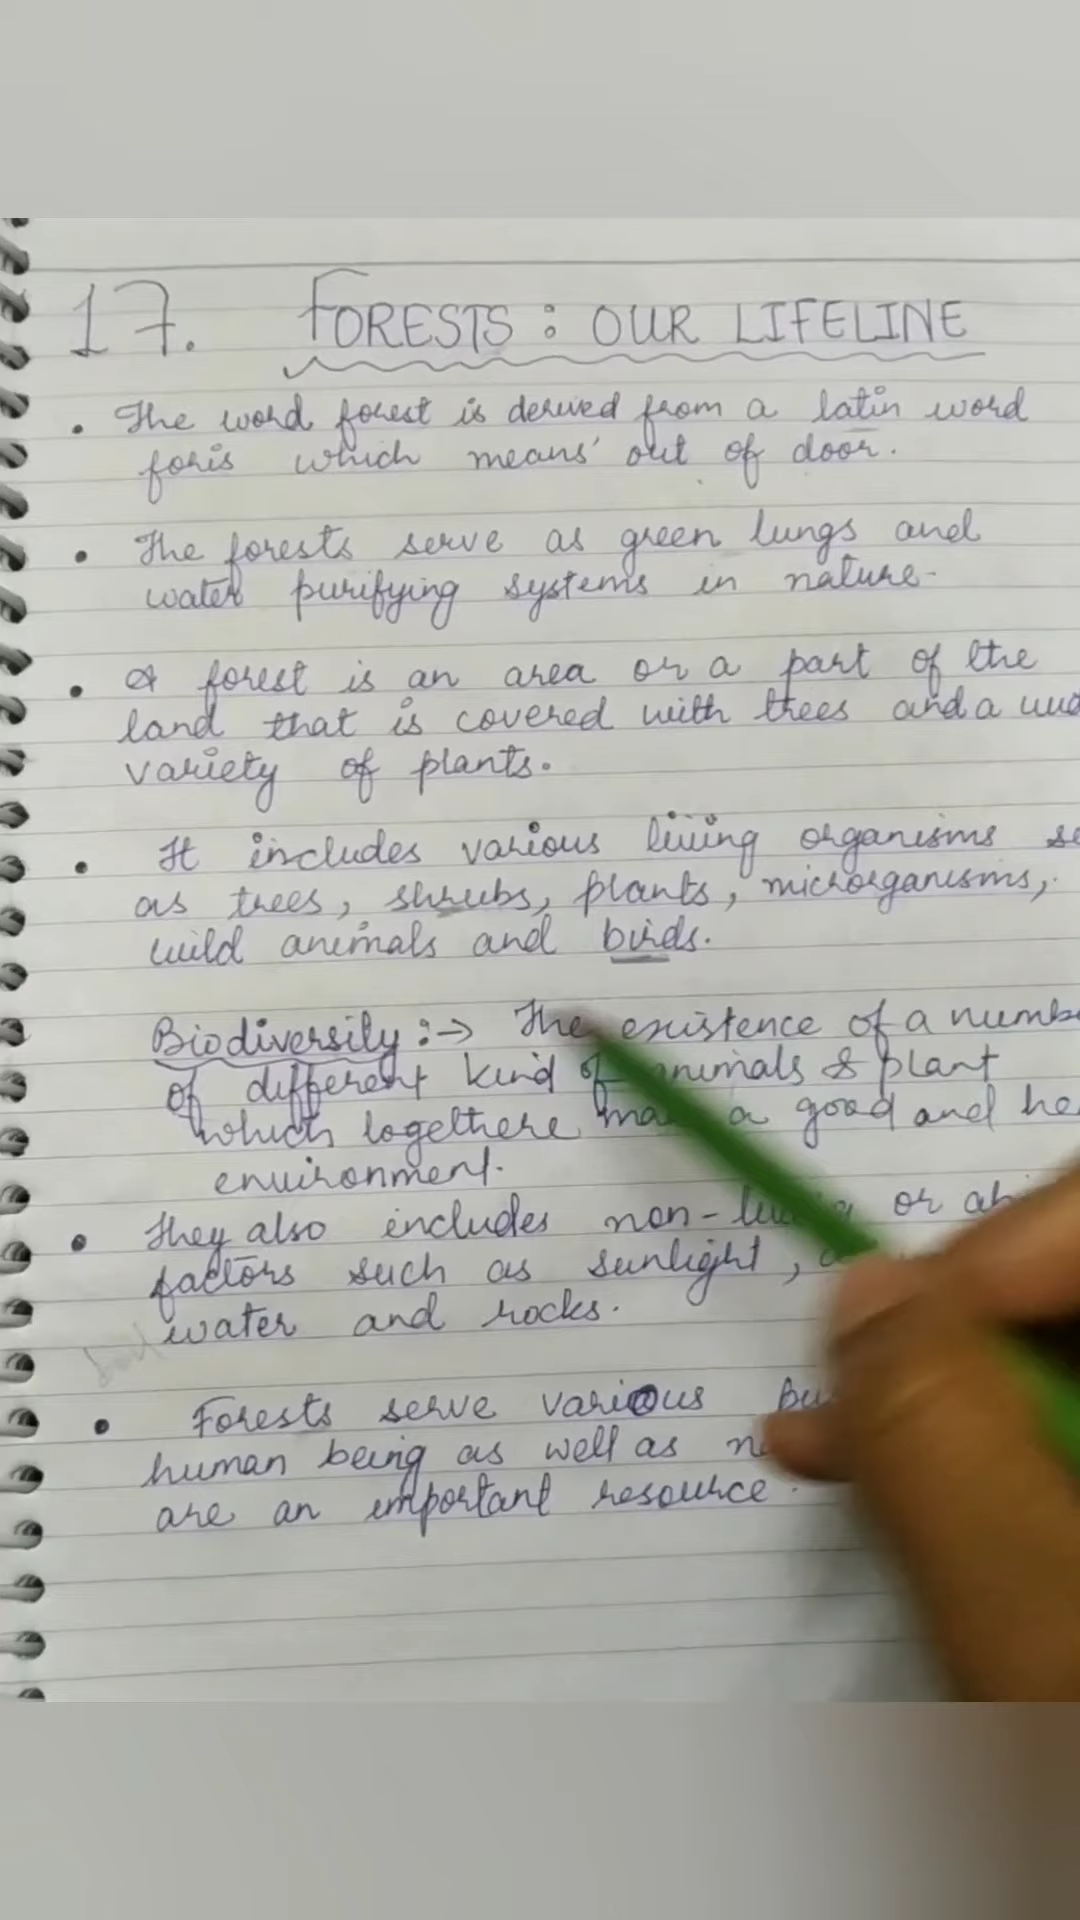 17. FORESTS : OUR LIFELINE
• The word forest is derived from a latin word
foris which means' out of door.
• The forests serve as green lungs and
water purifying systems in nature.
• A forest is an area or a part of the
land that is covered with trees and a
variety of plants.
• It includes various living organisms
as trees, shrubs, plants, microrganisms,
wild animals and birds.
Biodiversity :→ The existence of a
of different kind of animals & plant
which togethere a good and
environment.
• They also includes non-living or
factors such as sunlight,
water and rocks.
• Forests serve various
human being as well as
are an important resource.